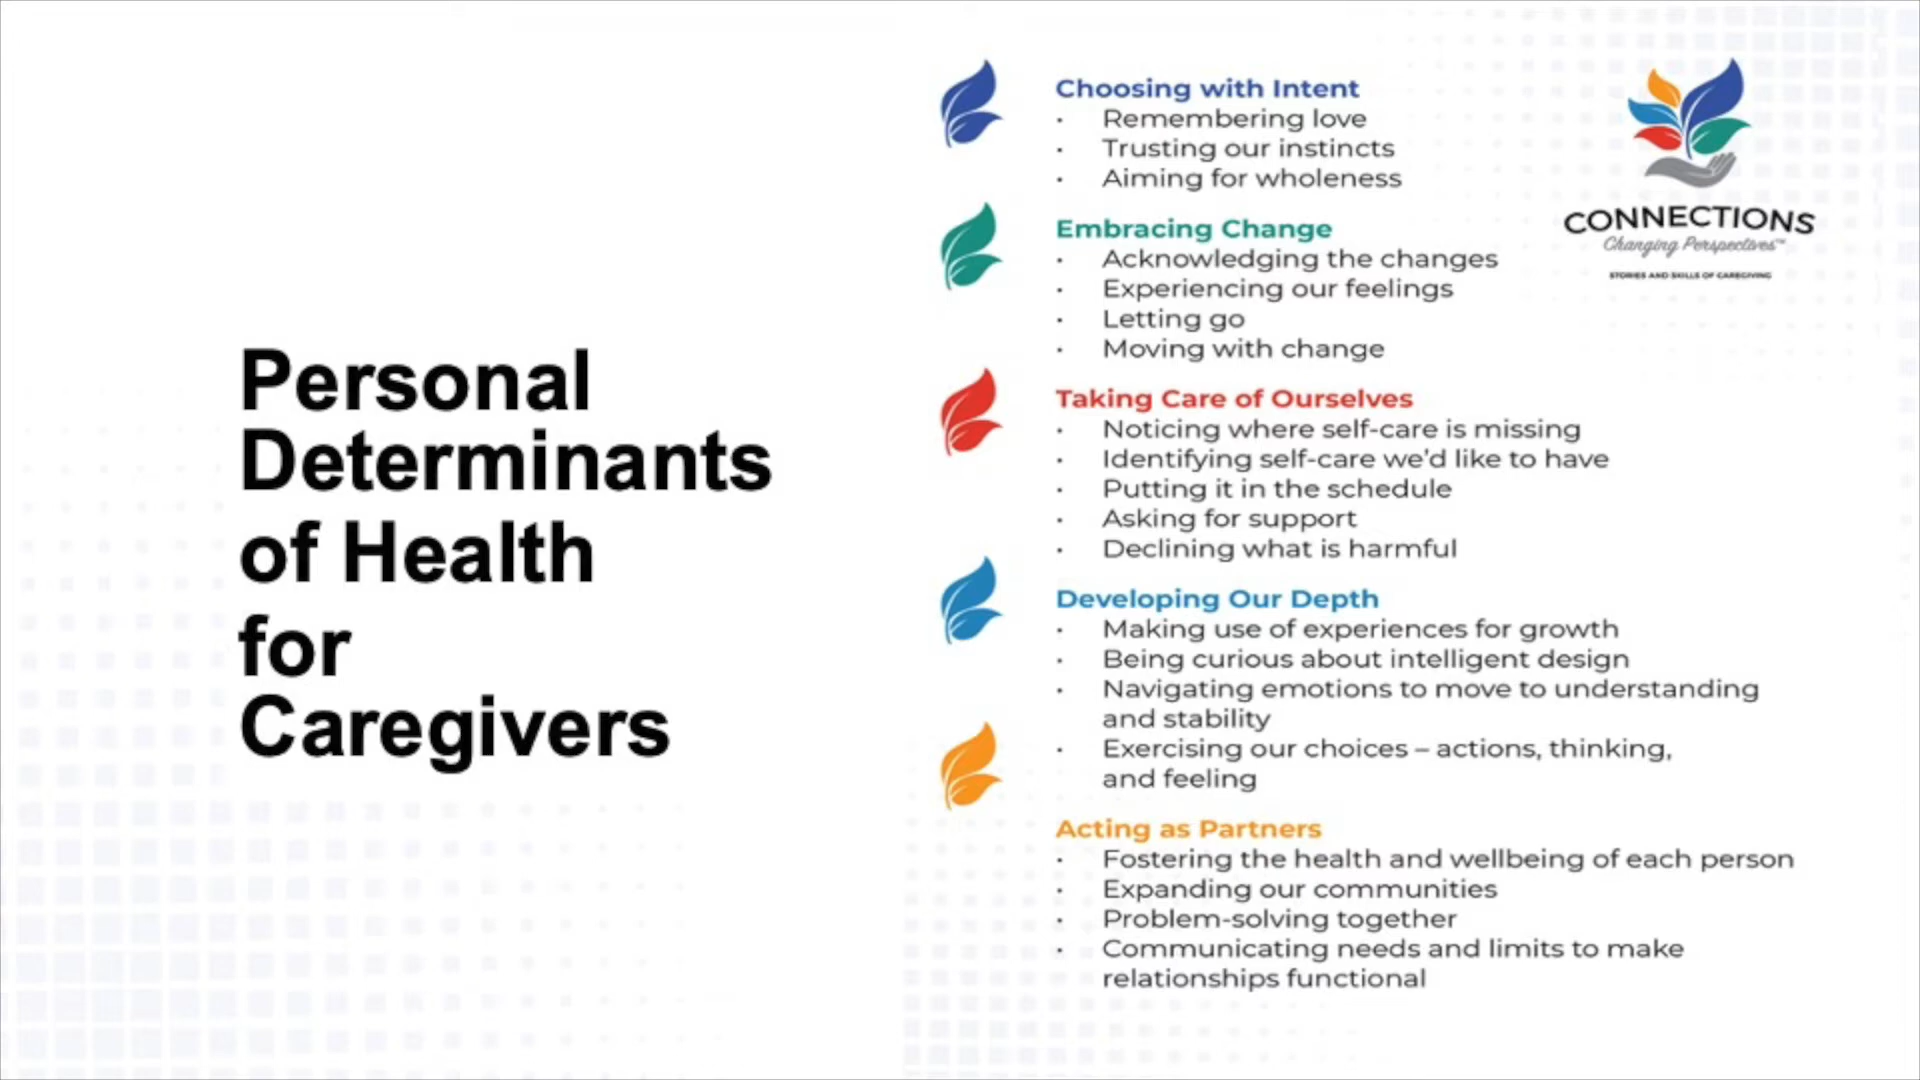 Personal
Determinants
of Health
for
Caregivers
Choosing with Intent
· Remembering love
· Trusting our instincts
· Aiming for wholeness
Embracing Change
· Acknowledging the changes
· Experiencing our feelings
· Letting go
· Moving with change
Taking Care of Ourselves
· Noticing where self-care is missing
· Identifying self-care we'd like to have
· Putting it in the schedule
· Asking for support
· Declining what is harmful
Developing Our Depth
· Making use of experiences for growth
· Being curious about intelligent design
· Navigating emotions to move to understanding
and stability
· Exercising our choices – actions, thinking,
and feeling
Acting as Partners
· Fostering the health and wellbeing of each person
· Expanding our communities
· Problem-solving together
· Communicating needs and limits to make
relationships functional
CONNECTIONS
Changing Perspectives™
STORIES AND SKILLS OF CAREGIVING